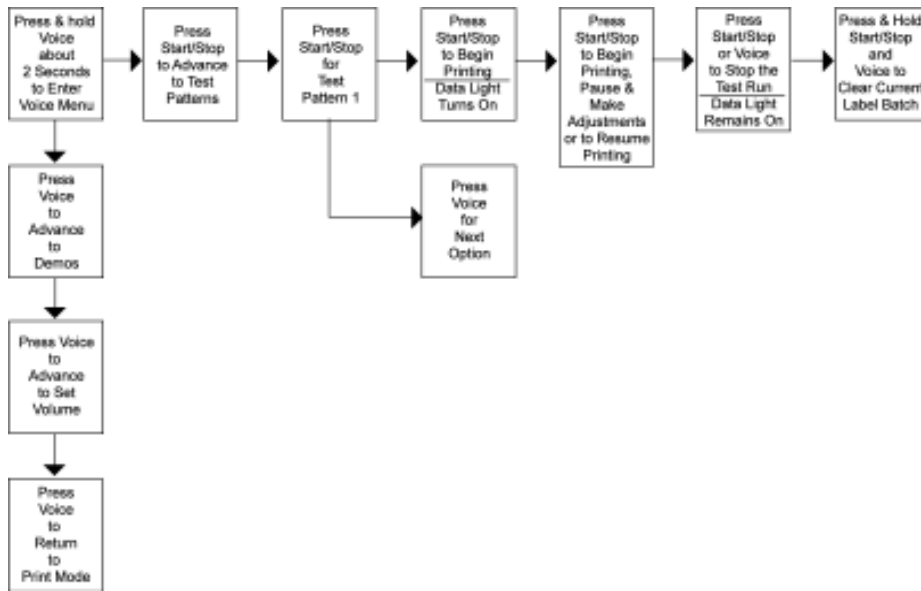 Press & hold
Voice
about
2 Seconds
to Enter
Voice Menu
Press
Start/Stop
to Advance
to Test
Patterns
Press
Start/Stop
for
Test
Pattern 1
Press
Start/Stop
to Begin
Printing
Data Light
Turns On
Press
Start/Stop
to Begin
Printing,
Pause &
Make
Adjustments
or to Resume
Printing
Press
Start/Stop
or Voice
to Stop the
Test Run
Data Light
Remains On
Press & Hold
Start/Stop
and
Voice to
Clear Current
Label Batch
Press
Voice
to
Advance
to
Demos
Press
Voice
for
Next
Option
Press Voice
to
Advance
to Set
Volume
Press
Voice
to
Return
to
Print Mode